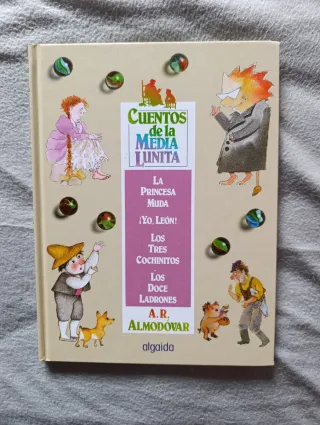 CUENTOS
de la
MEDIA
LUNITA
LA
PRINCESA
MUDA
¡YO, LEÓN!
LOS
TRES
COCHINITOS
LOS
DOCE
LADRONES
A. R.
ALMODÓVAR
algaida